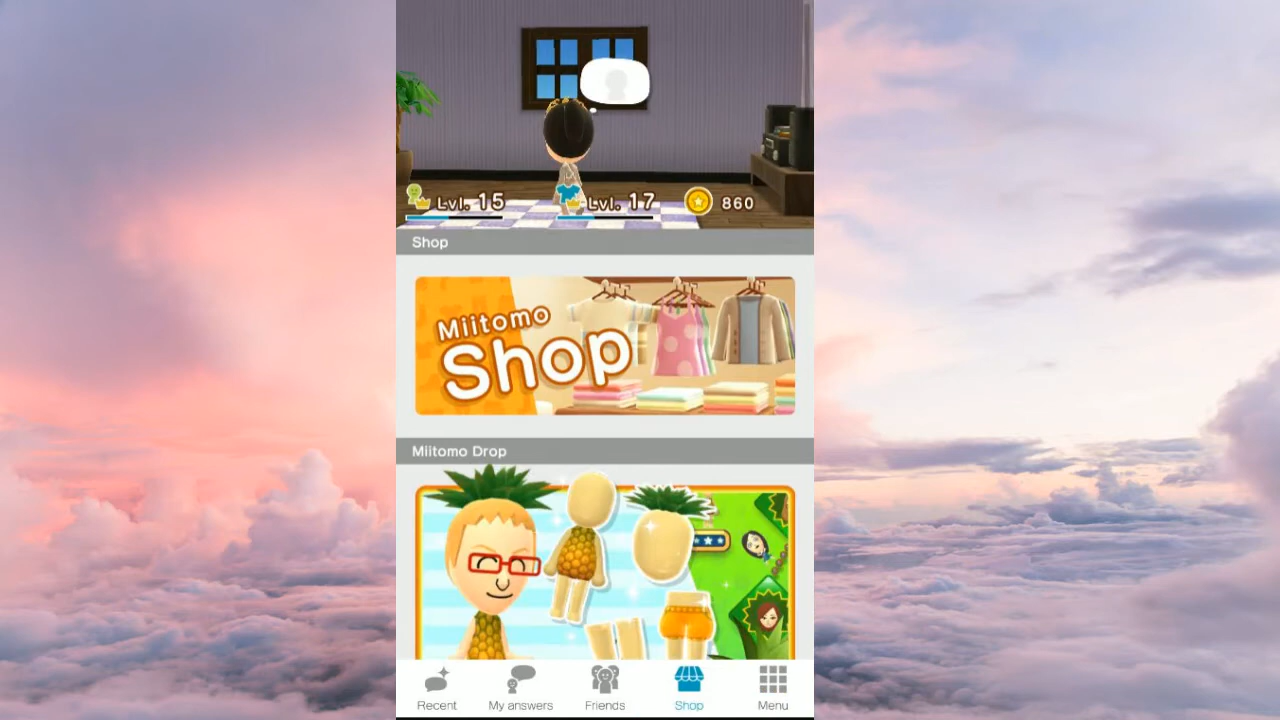 Lvl. 15 Lvl. 17 860
Shop
Miitomo
Shop
Miitomo Drop
Recent My answers Friends Shop Menu